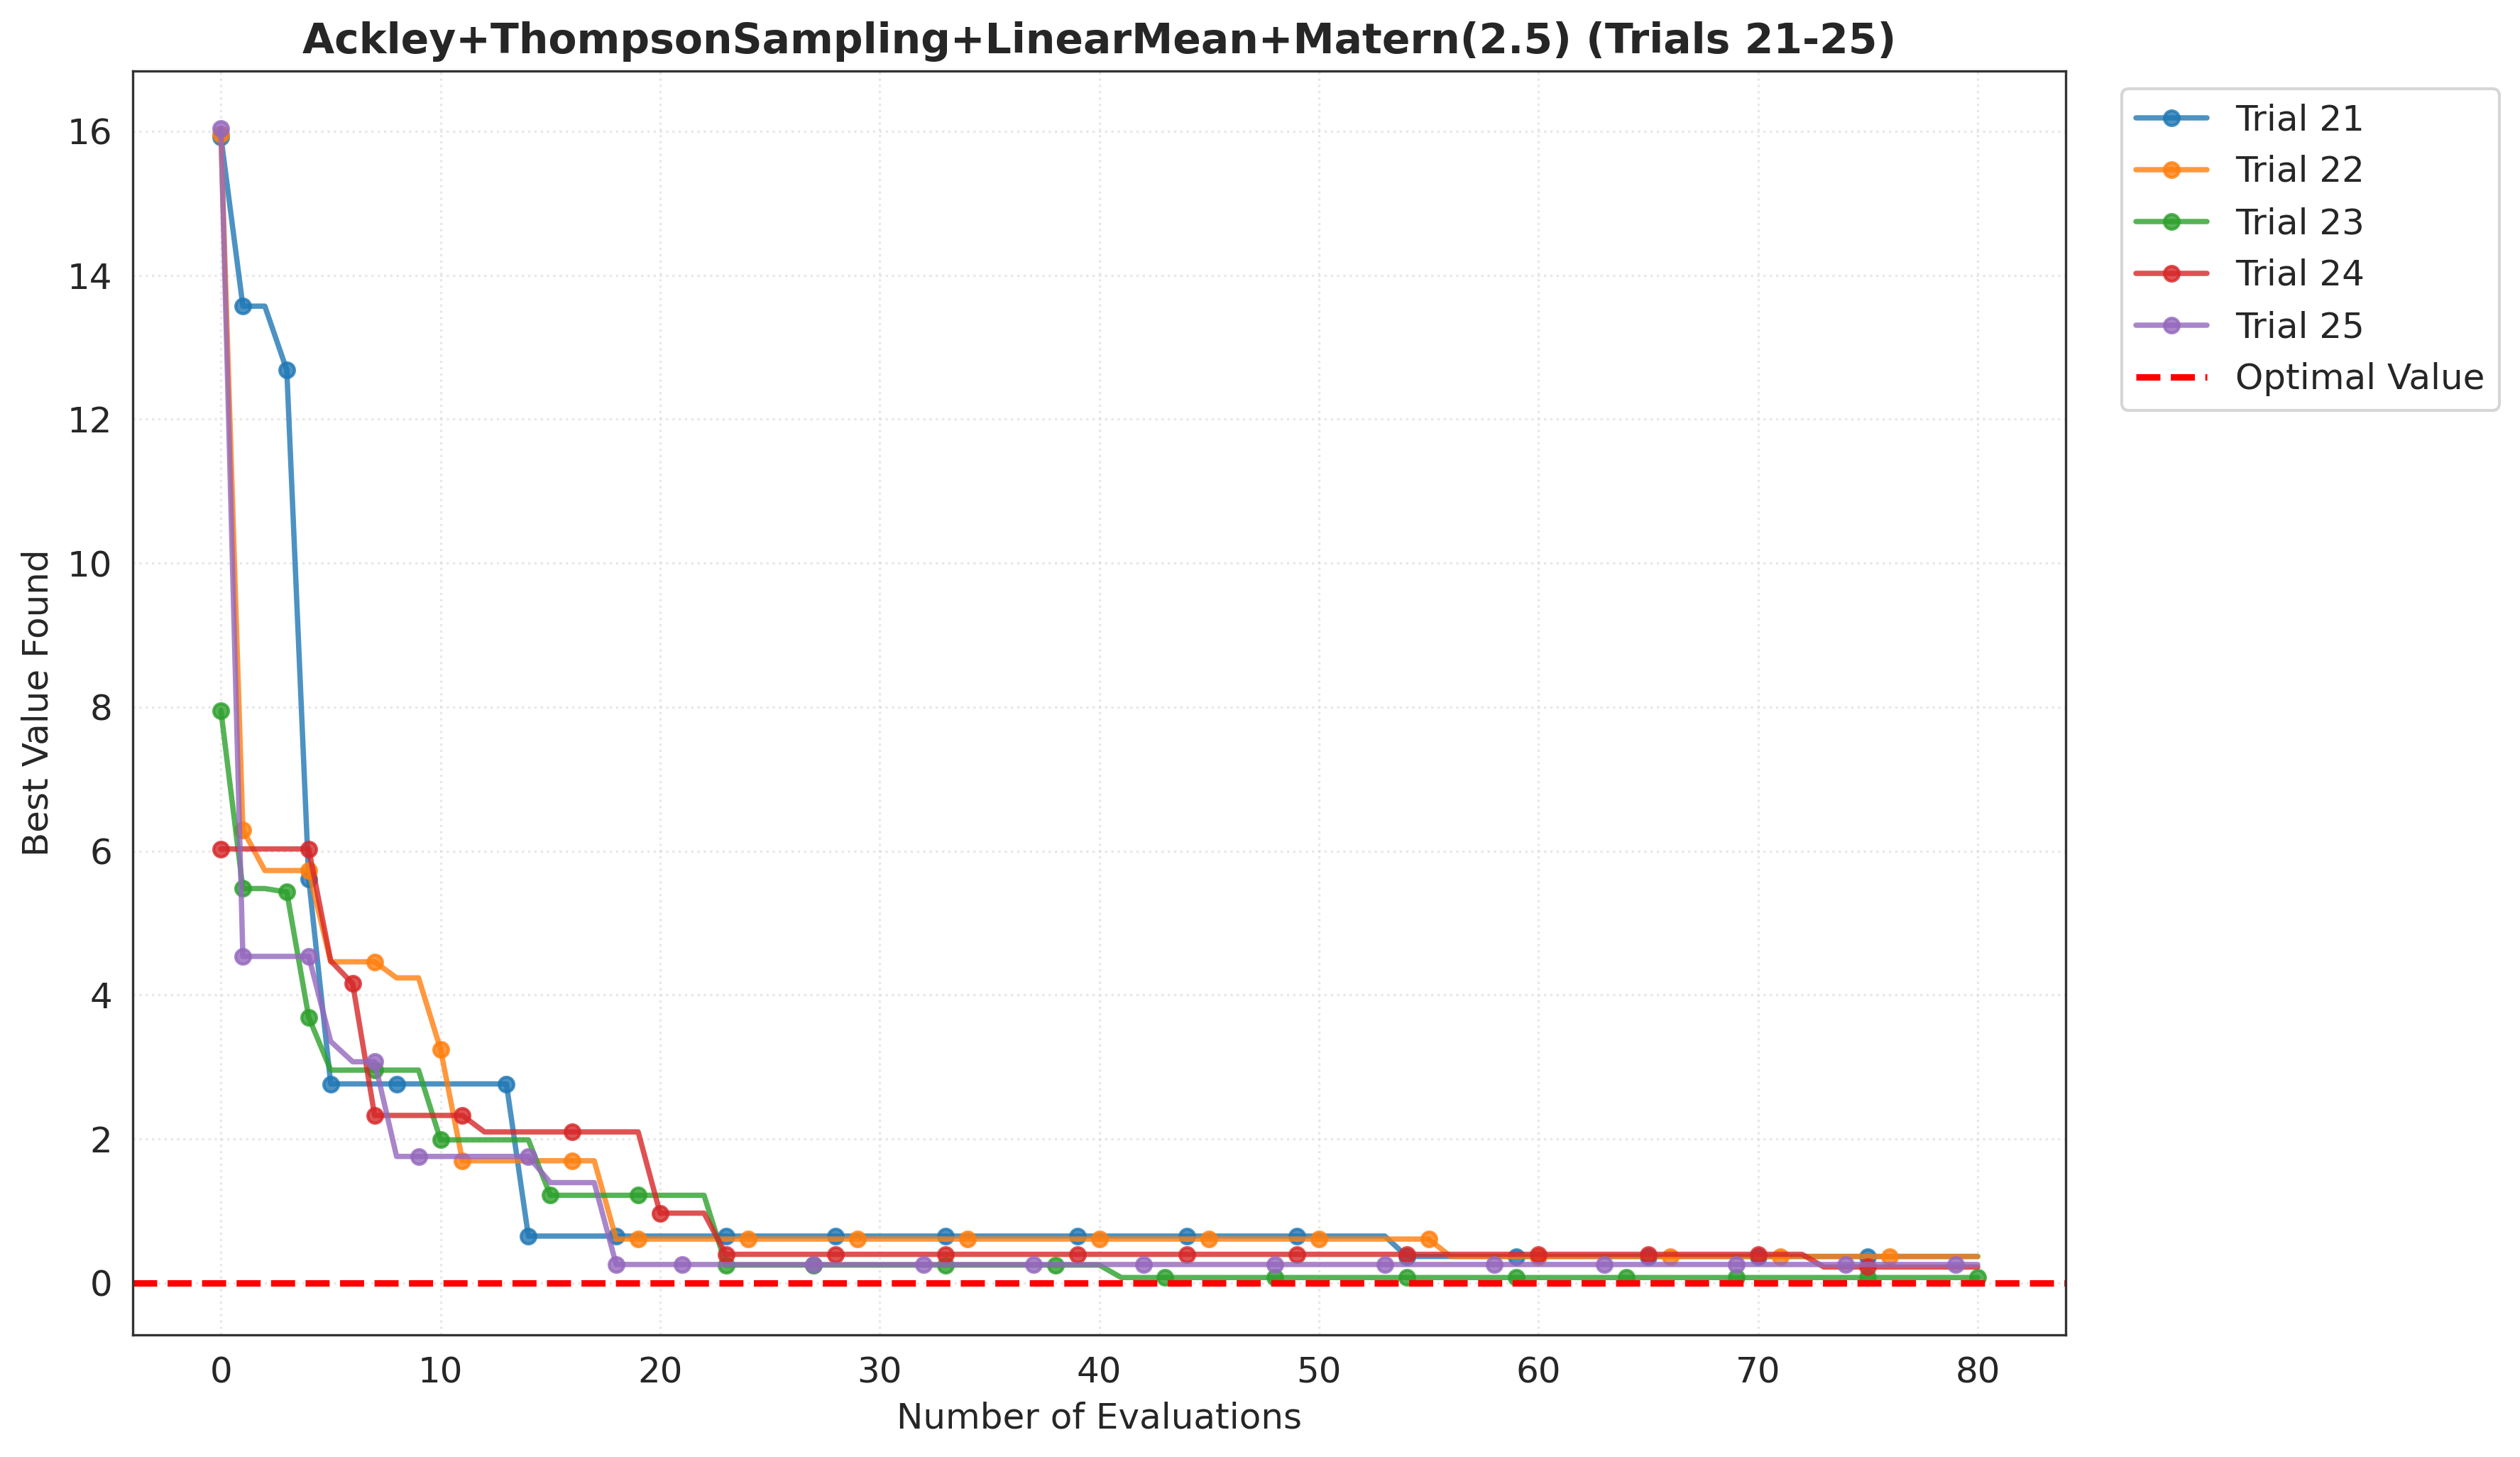 Ackley+ThompsonSampling+LinearMean+Matern(2.5) (Trials 21-25)
Best Value Found
16
14
12
10
8
6
4
2
0
0 10 20 30 40 50 60 70 80
Number of Evaluations
Trial 21
Trial 22
Trial 23
Trial 24
Trial 25
Optimal Value